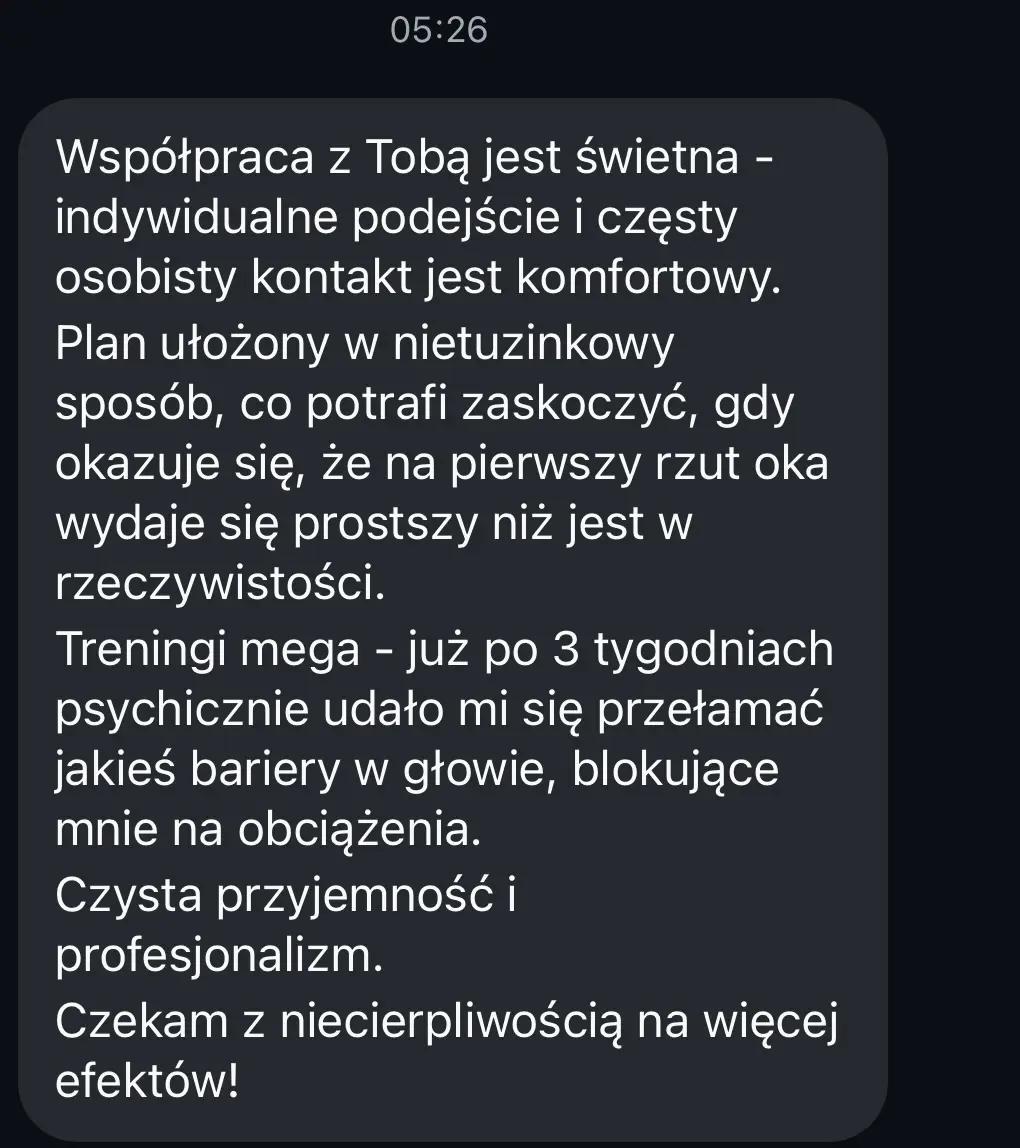 05:26
Współpraca z Tobą jest świetna -
indywidualne podejście i częsty
osobisty kontakt jest komfortowy.
Plan ułożony w nietuzinkowy
sposób, co potrafi zaskoczyć, gdy
okazuje się, że na pierwszy rzut oka
wydaje się prostszy niż jest w
rzeczywistości.
Treningi mega - już po 3 tygodniach
psychicznie udało mi się przełamać
jakieś bariery w głowie, blokujące
mnie na obciążenia.
Czysta przyjemność i
profesjonalizm.
Czekam z niecierpliwością na więcej
efektów!